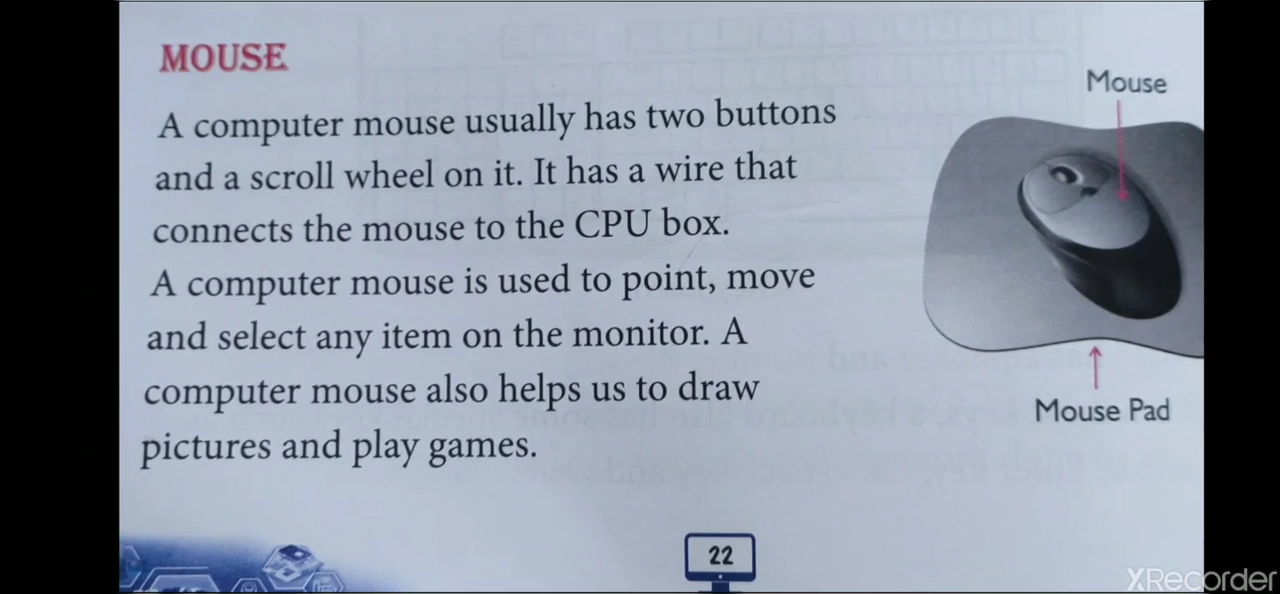 MOUSE
A computer mouse usually has two buttons
and a scroll wheel on it. It has a wire that
connects the mouse to the CPU box.
A computer mouse is used to point, move
and select any item on the monitor. A
computer mouse also helps us to draw
pictures and play games.
Mouse
Mouse Pad
22
XRecorder